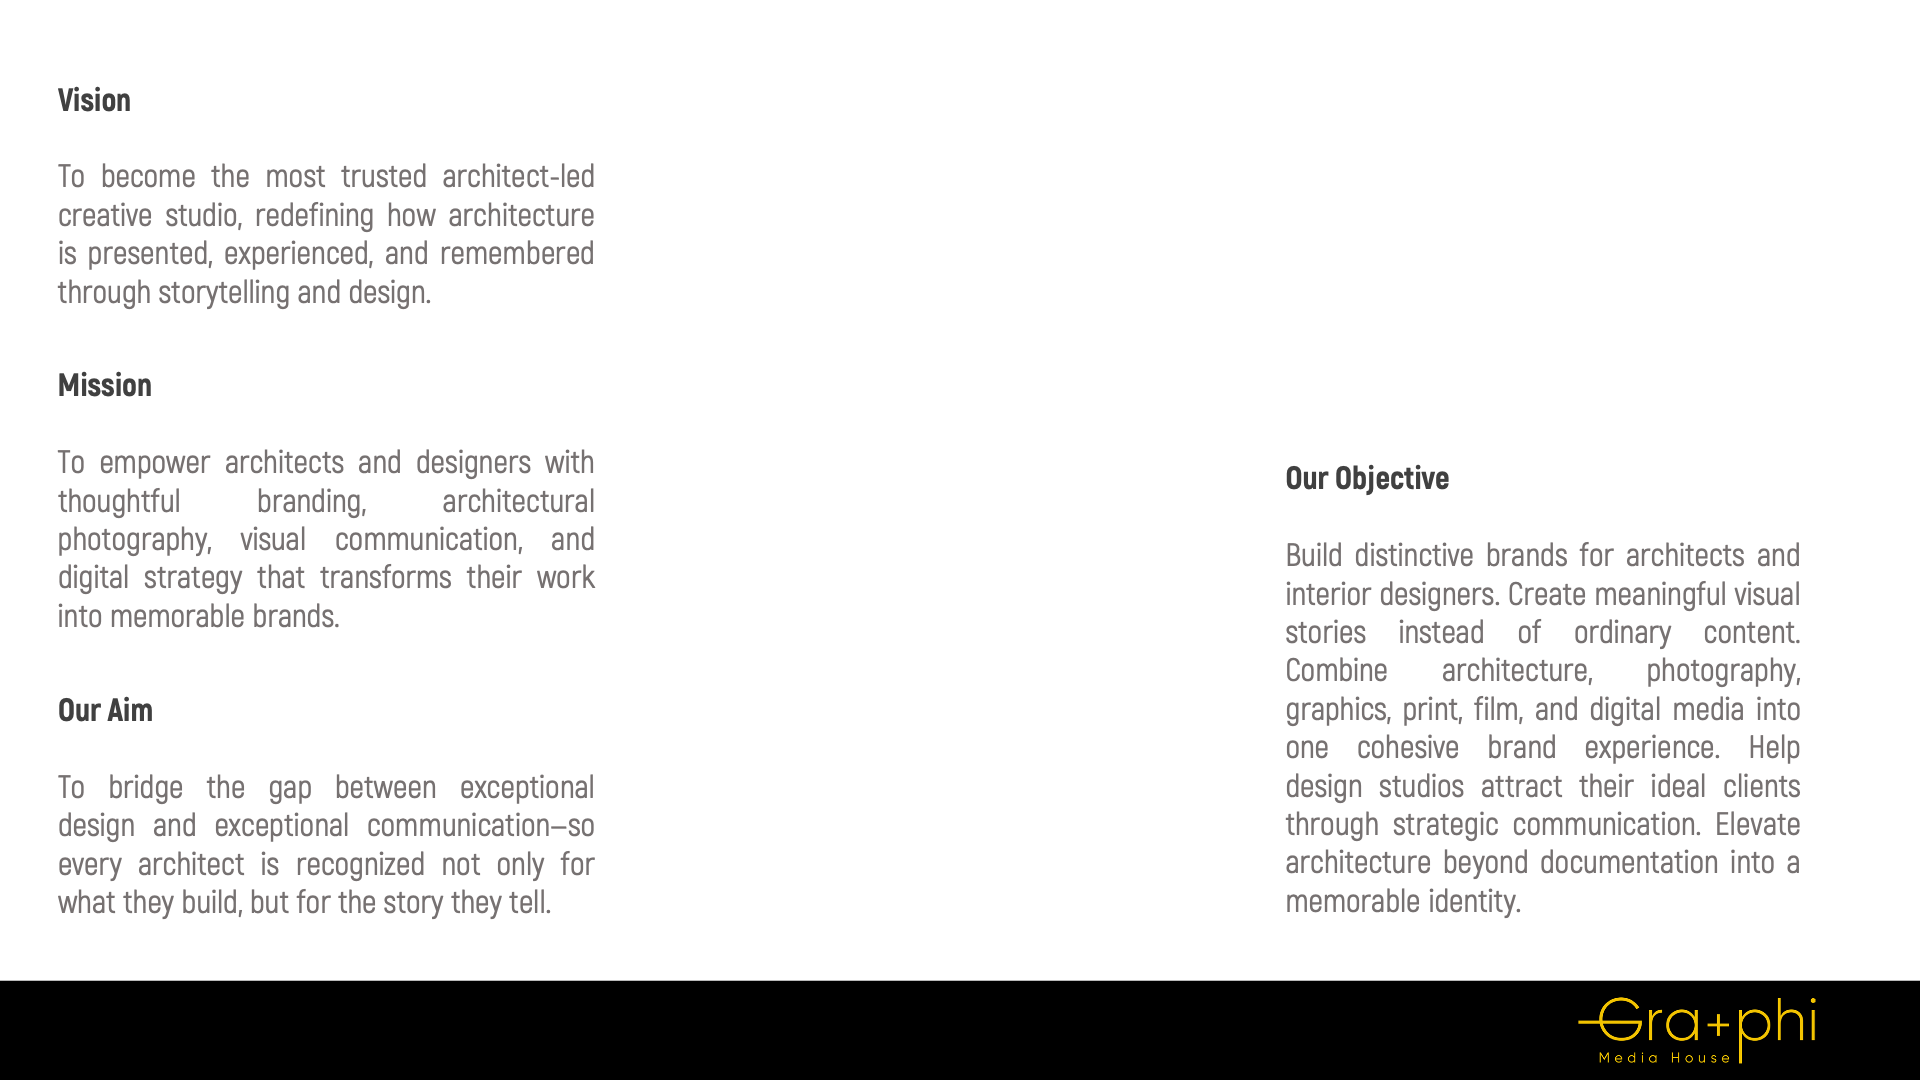 Vision
To become the most trusted architect-led
creative studio, redefining how architecture
is presented, experienced, and remembered
through storytelling and design.
Mission
To empower architects and designers with
thoughtful branding, architectural
photography, visual communication, and
digital strategy that transforms their work
into memorable brands.
Our Aim
To bridge the gap between exceptional
design and exceptional communication—so
every architect is recognized not only for
what they build, but for the story they tell.
Our Objective
Build distinctive brands for architects and
interior designers. Create meaningful visual
stories instead of ordinary content.
Combine architecture, photography,
graphics, print, film, and digital media into
one cohesive brand experience. Help
design studios attract their ideal clients
through strategic communication. Elevate
architecture beyond documentation into a
memorable identity.
Gra+phi
Media House